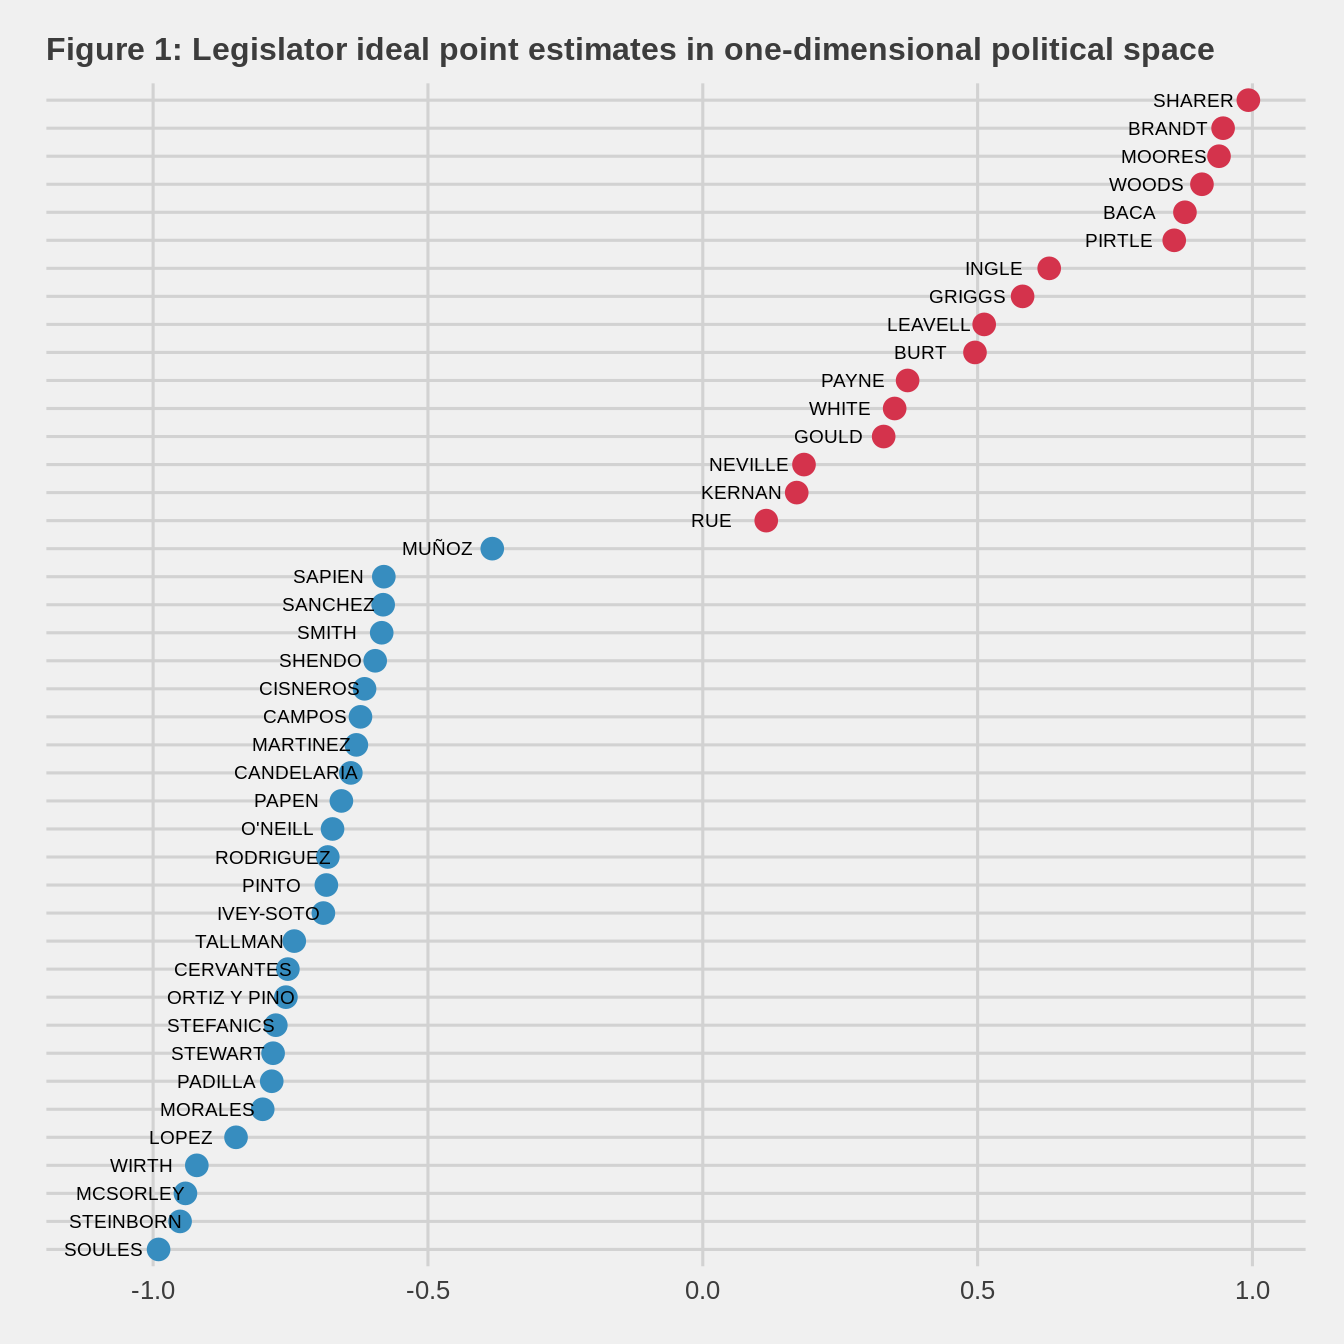 Figure 1: Legislator ideal point estimates in one-dimensional political space
SHARER
BRANDT
MOORES
WOODS
BACA
PIRTLE
INGLE
GRIGGS
LEAVELL
BURT
PAYNE
WHITE
GOULD
NEVILLE
KERNAN
RUE
MUÑOZ
SAPIEN
SANCHEZ
SMITH
SHENDO
CISNEROS
CAMPOS
MARTINEZ
CANDELARIA
PAPEN
O'NEILL
RODRIGUEZ
PINTO
IVEY-SOTO
TALLMAN
CERVANTES
ORTIZ Y PINO
STEFANICS
STEWART
PADILLA
MORALES
LOPEZ
WIRTH
MCSORLEY
STEINBORN
SOULES
-1.0 -0.5 0.0 0.5 1.0